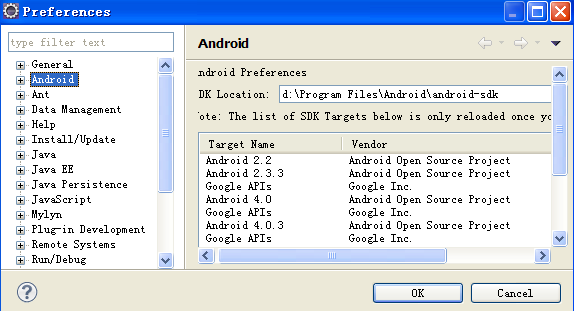 Preferences
type filter text
General
Android
Ant
Data Management
Help
Install/Update
Java
Java EE
Java Persistence
JavaScript
Mylyn
Plug-in Development
Remote Systems
Run/Debug
Android
ndroid Preferences
DK Location: d:\Program Files\Android\android-sdk
ote: The list of SDK Targets below is only reloaded once yo
Target Name Vendor
Android 2.2 Android Open Source Project
Android 2.3.3 Android Open Source Project
Google APIs Google Inc.
Android 4.0 Android Open Source Project
Google APIs Google Inc.
Android 4.0.3 Android Open Source Project
Google APIs Google Inc.
? OK Cancel